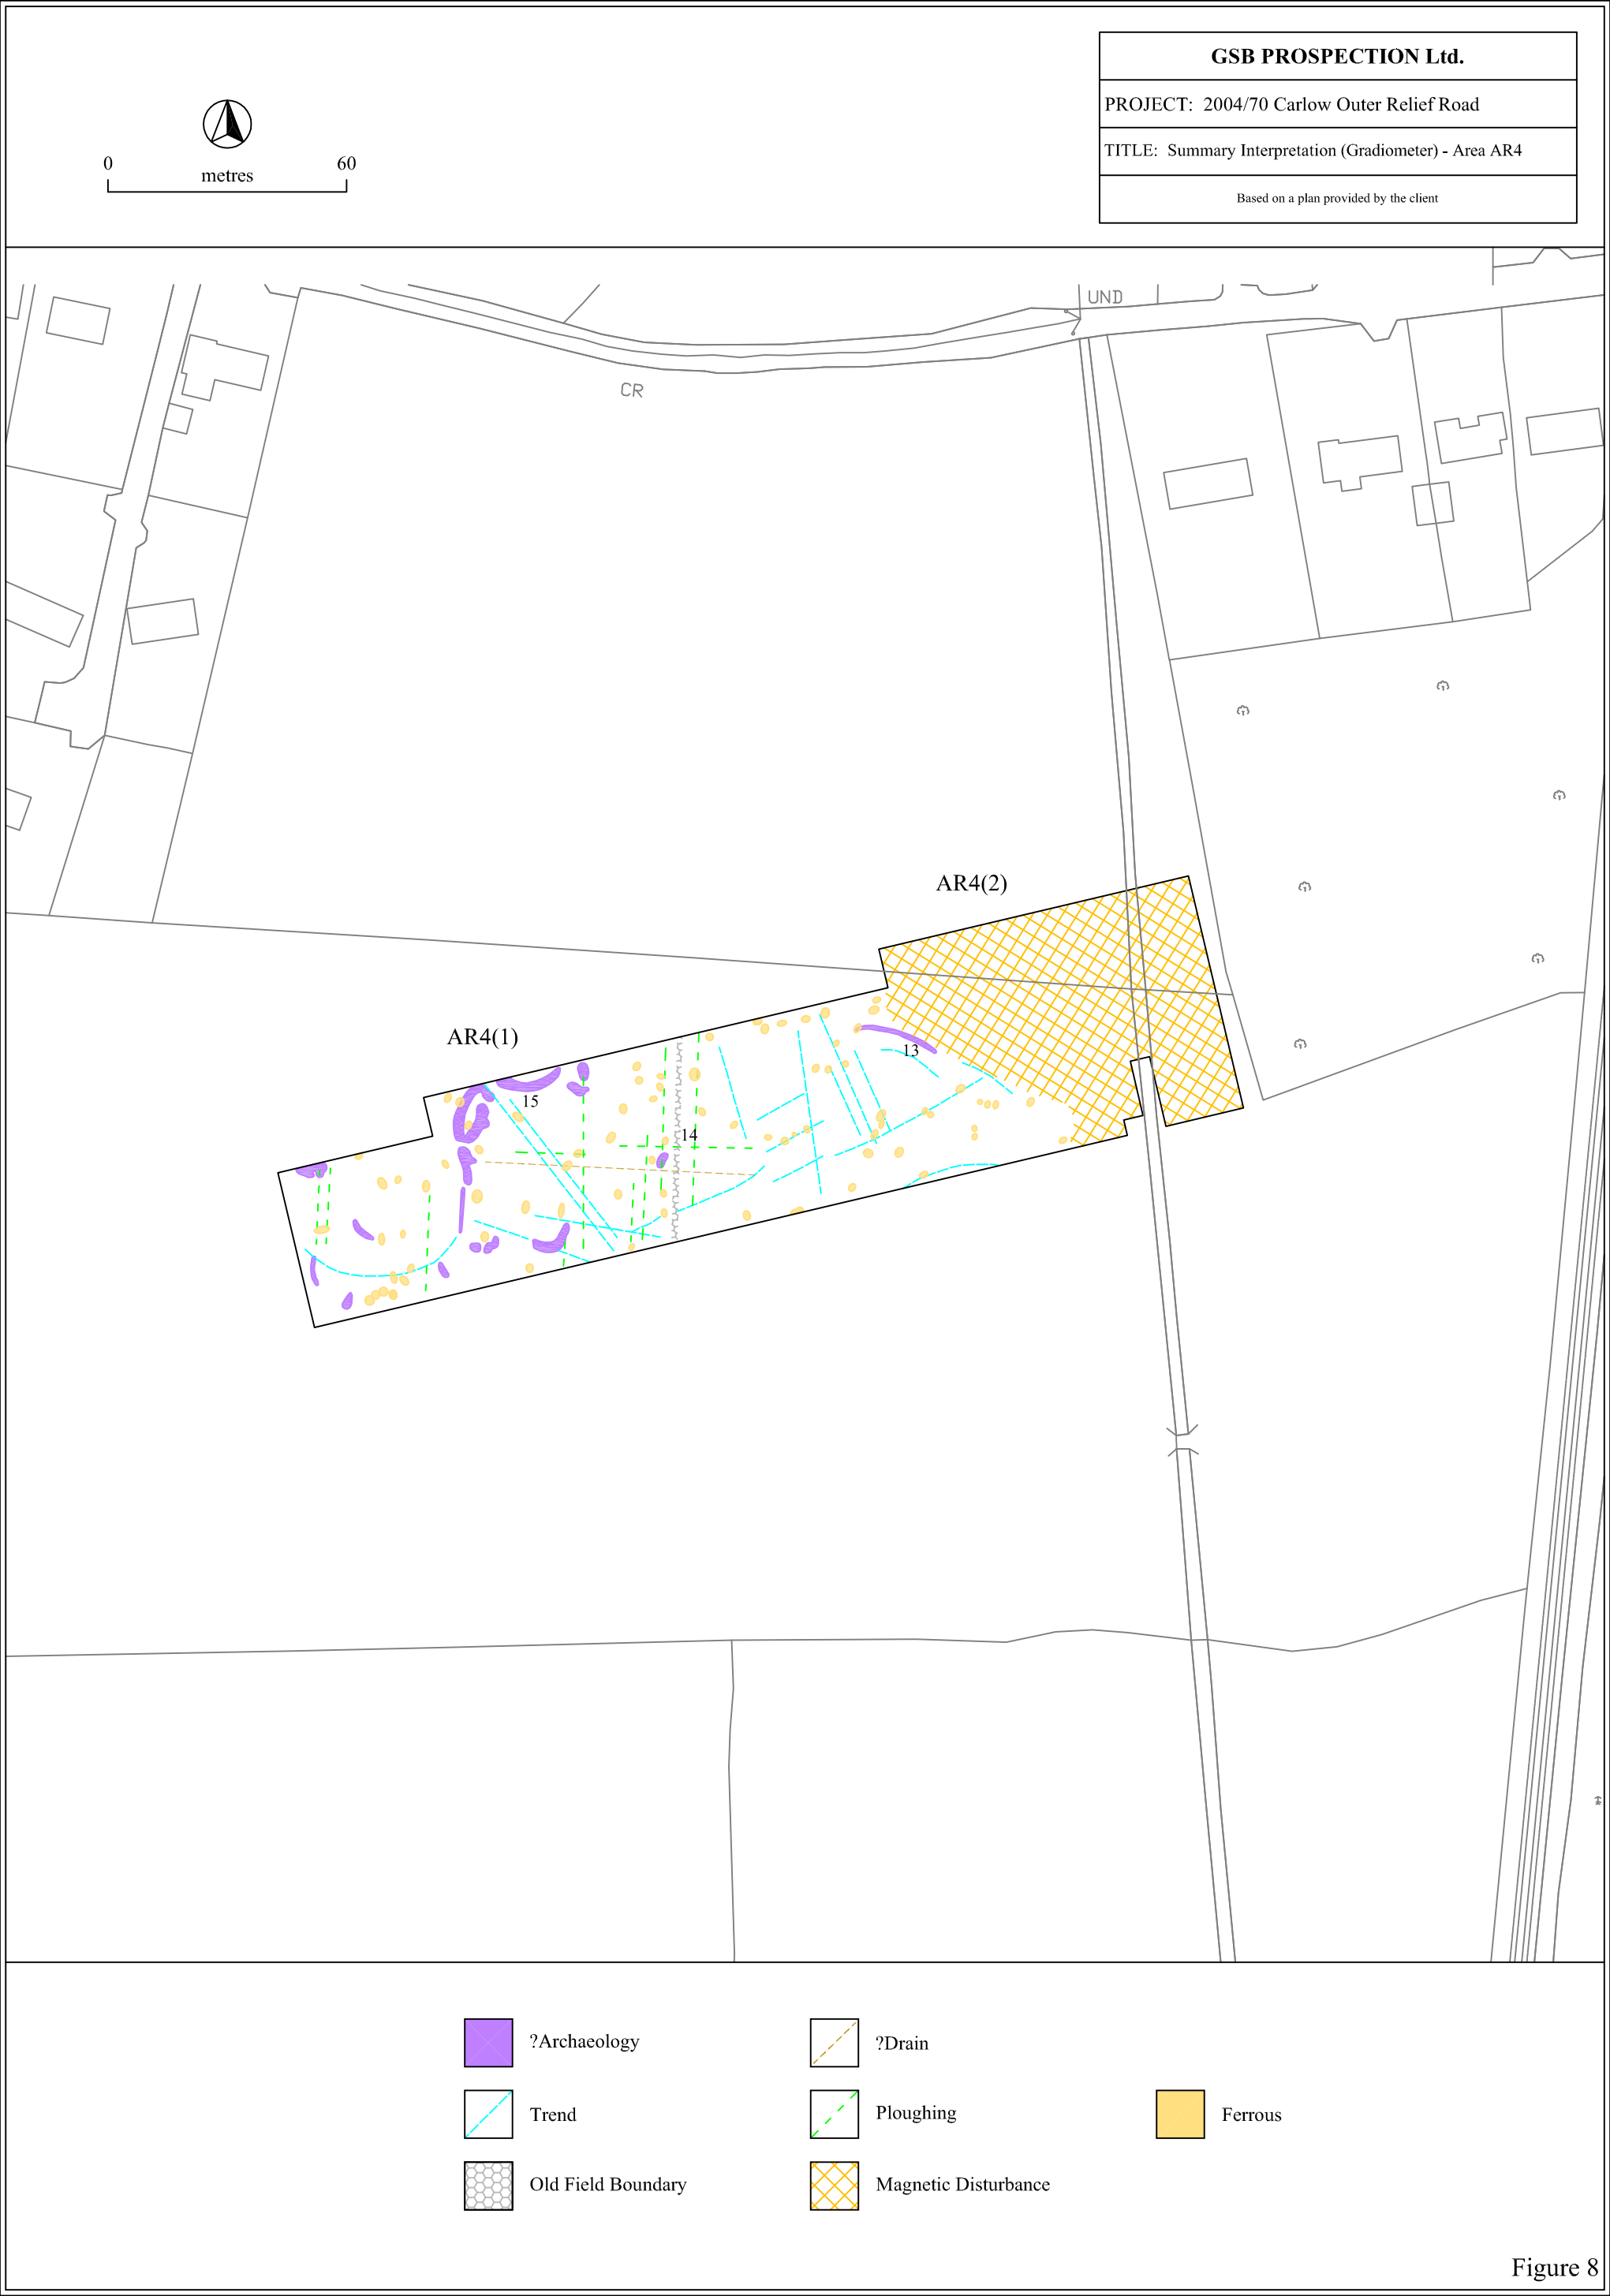 GSB PROSPECTION Ltd.
PROJECT: 2004/70 Carlow Outer Relief Road
TITLE: Summary Interpretation (Gradiometer) - Area AR4
Based on a plan provided by the client
0 60
metres
UND
CR
AR4(2)
AR4(1)
13
15
14
?Archaeology
?Drain
Trend
Ploughing
Ferrous
Old Field Boundary
Magnetic Disturbance
Figure 8